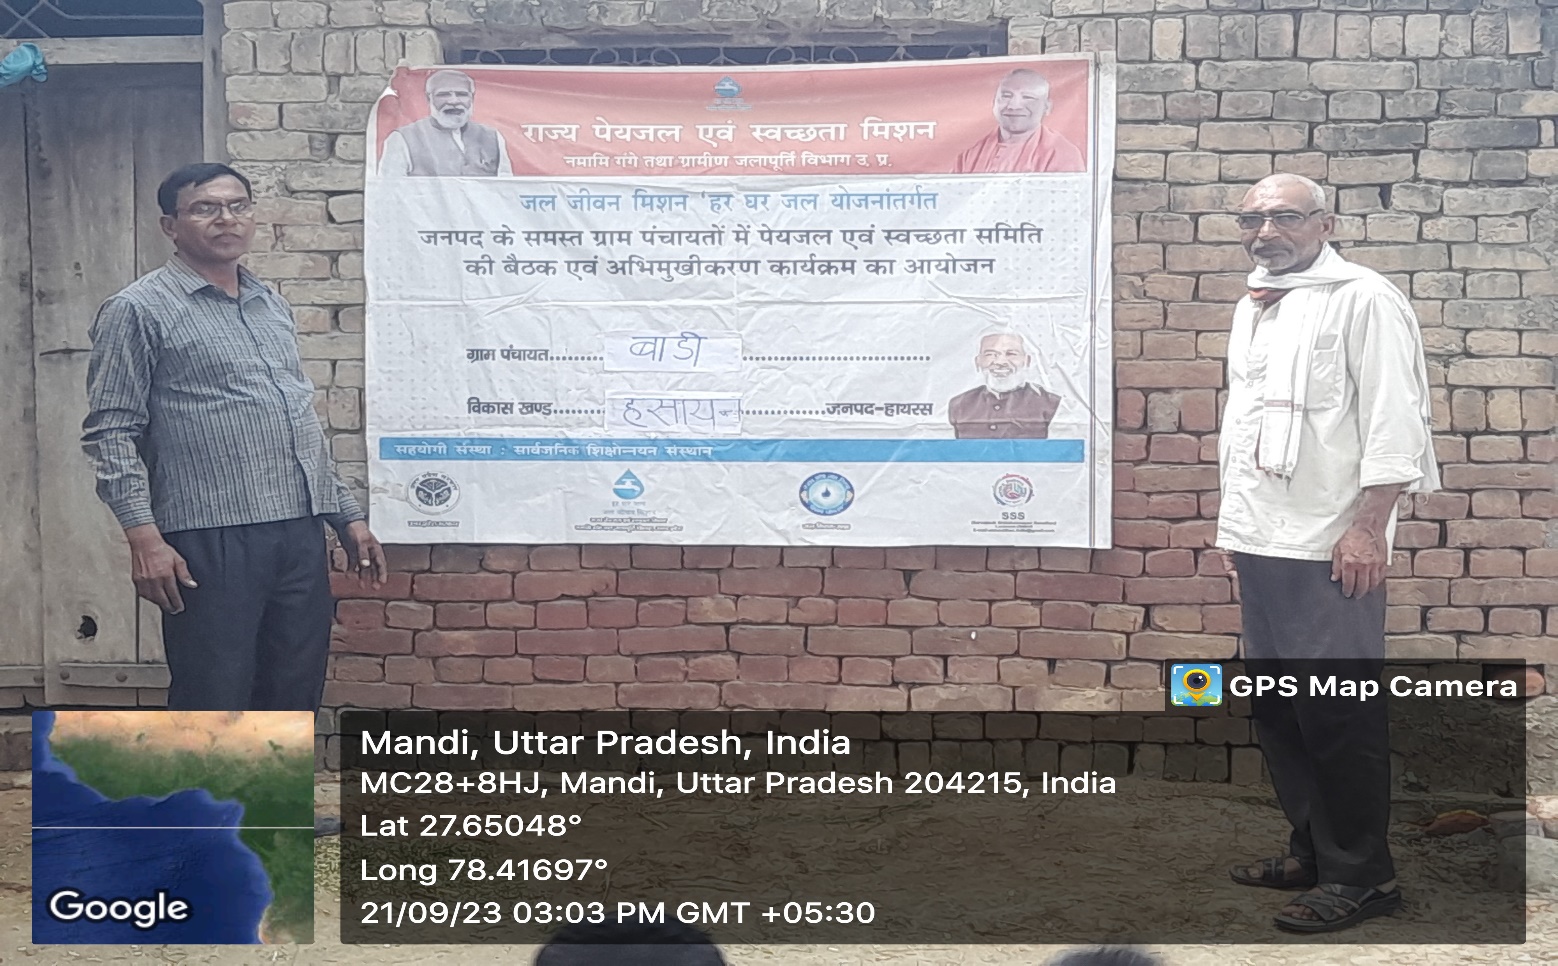 राज्य पेयजल एवं स्वच्छता मिशन
नमामि गंगे तथा ग्रामीण जलापूर्ति विभाग उ. प्र.
जल जीवन मिशन 'हर घर जल योजनांतर्गत
जनपद के समस्त ग्राम पंचायतों में पेयजल एवं स्वच्छता समिति
की बैठक एवं अभिमुखीकरण कार्यक्रम का आयोजन
ग्राम पंचायत......... बाडी ..............................
विकास खण्ड......... हसायन ..............जनपद-हाथरस
सहयोगी संस्था : सार्वजनिक शिक्षोन्नयन संस्थान
SSS
GPS Map Camera
Mandi, Uttar Pradesh, India
MC28+8HJ, Mandi, Uttar Pradesh 204215, India
Lat 27.65048°
Long 78.41697°
21/09/23 03:03 PM GMT +05:30
Google